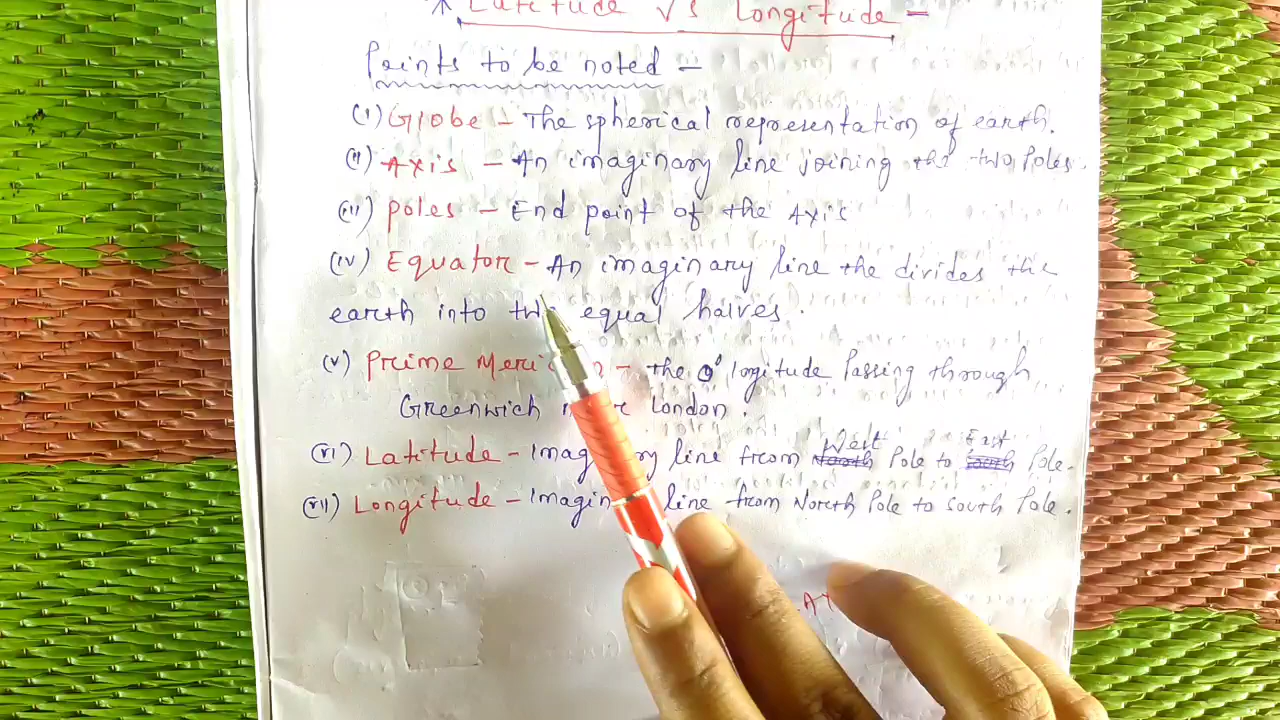 * Latitude vs Longitude -
Points to be noted -
(i) Globe - The spherical representation of earth.
(ii) Axis - An imaginary line joining the two Poles.
(iii) Poles - End point of the Axis
(iv) Equator - An imaginary line the divides the
earth into two equal halves.
(v) Prime - the 0° logitude Passing through
Greenwich London.
(vi) Latitude - line from West Pole to East Pole.
(vii) Longitude - line from North Pole to South Pole.